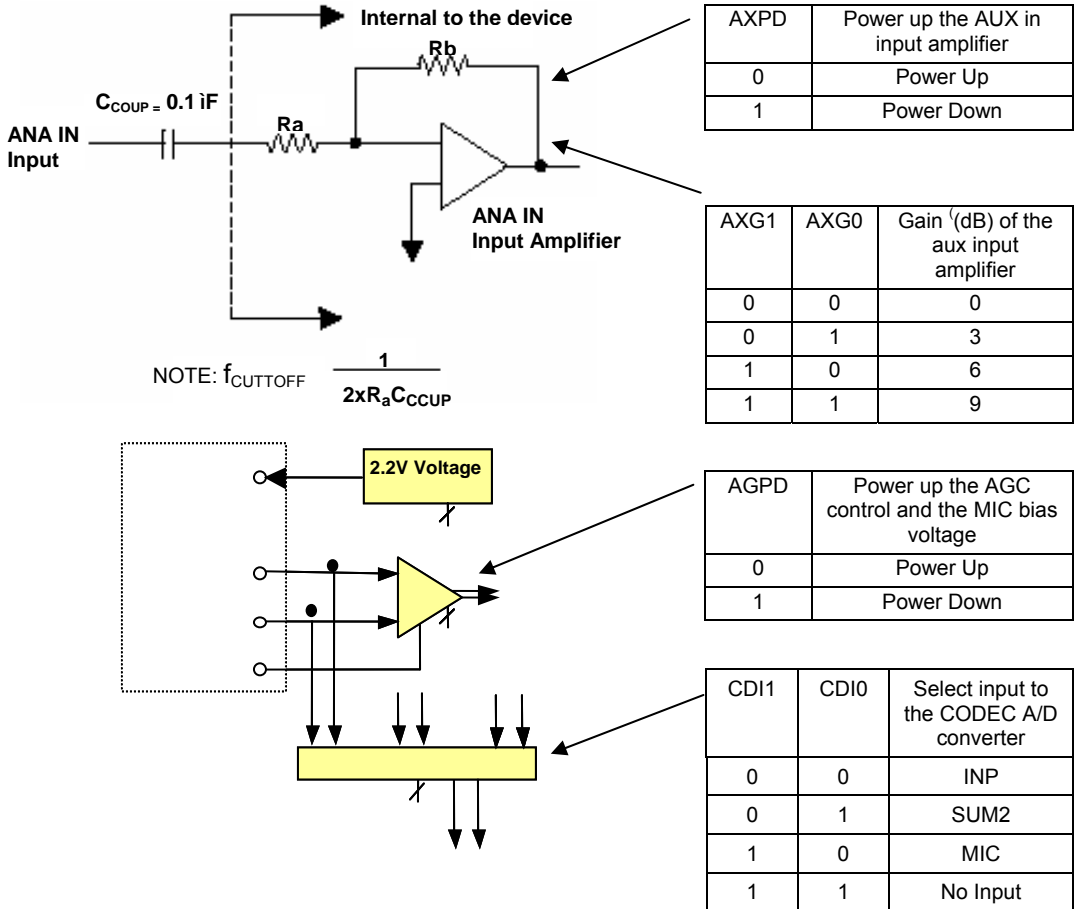 Internal to the device
Rb
C_COUP = 0.1 ìF
Ra
ANA IN
Input
ANA IN
Input Amplifier
NOTE: f_CUTTOFF 1
2xR_aC_CCUP
AXPD Power up the AUX in
input amplifier
0 Power Up
1 Power Down
AXG1 AXG0 Gain ⁽(dB) of the
aux input
amplifier
0 0 0
0 1 3
1 0 6
1 1 9
2.2V Voltage
AGPD Power up the AGC
control and the MIC bias
voltage
0 Power Up
1 Power Down
CDI1 CDI0 Select input to
the CODEC A/D
converter
0 0 INP
0 1 SUM2
1 0 MIC
1 1 No Input